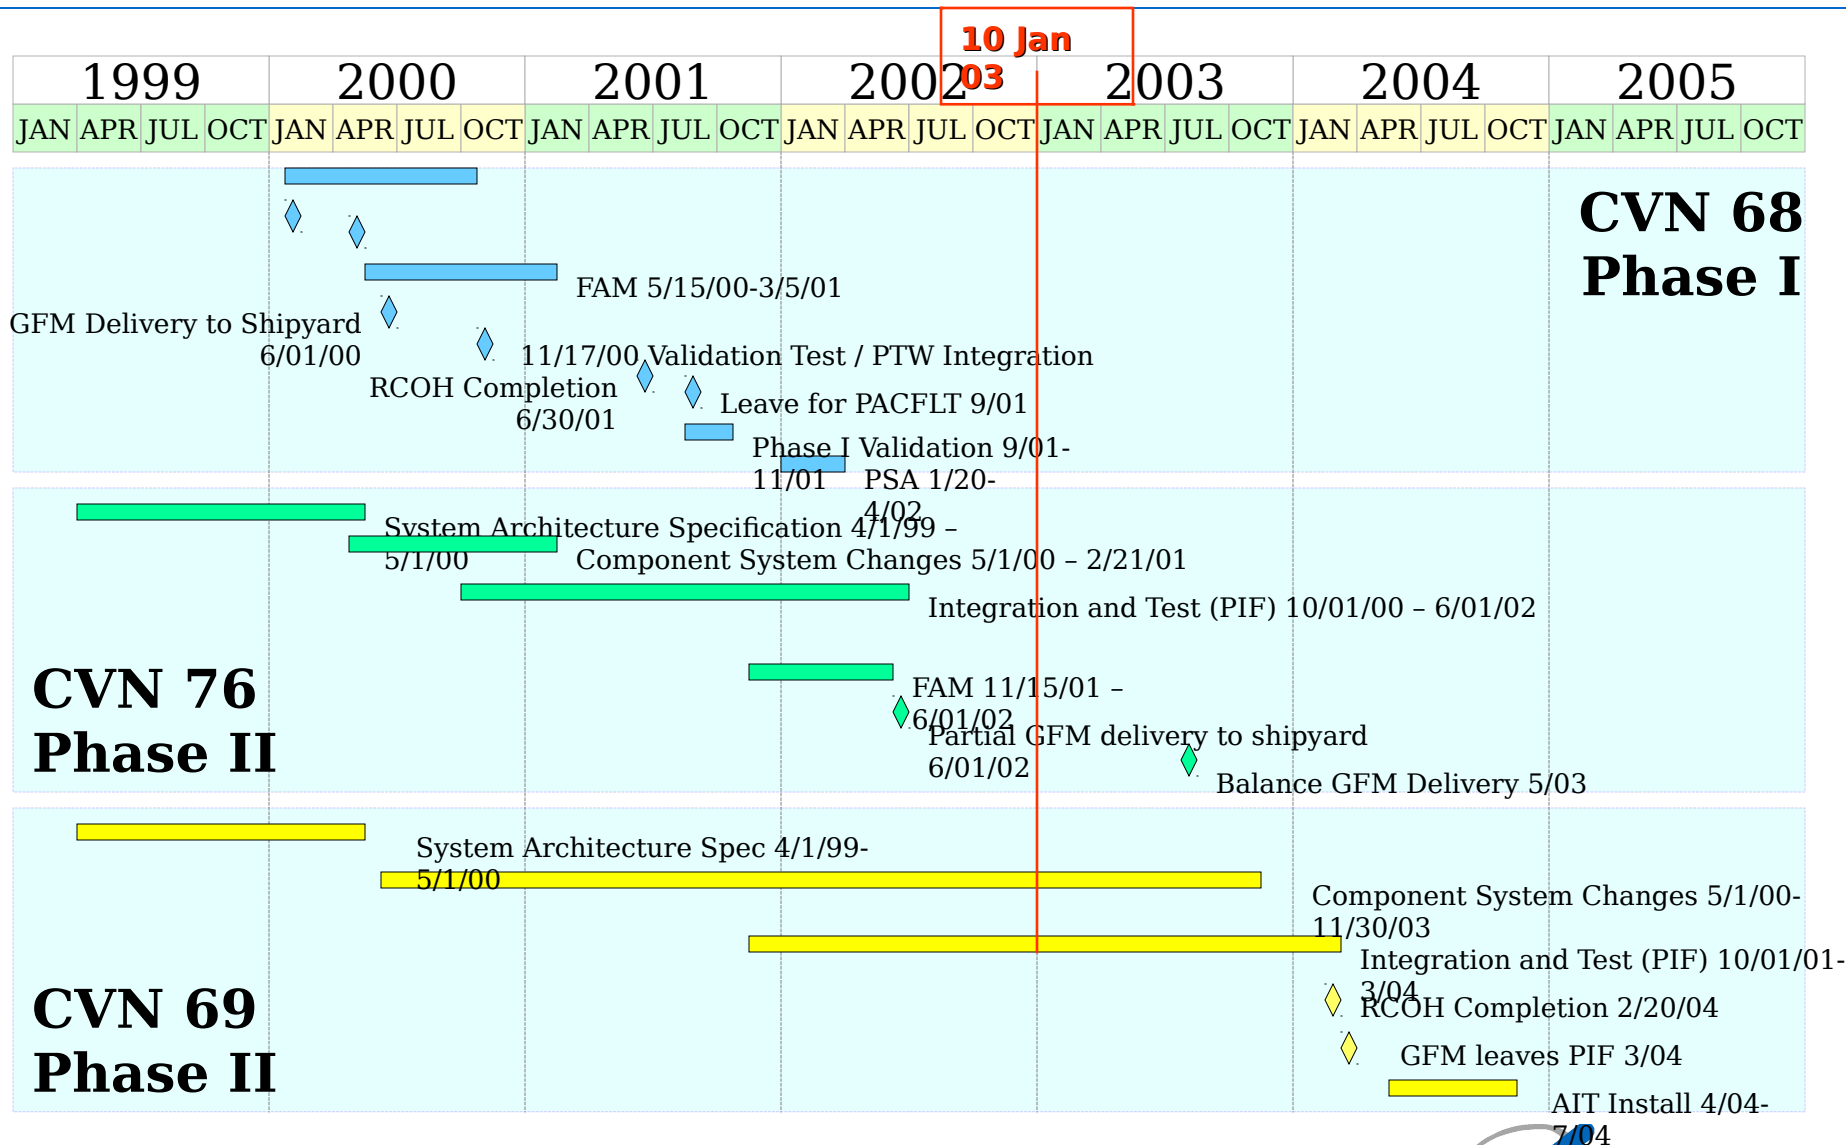 10 Jan
03
1999 2000 2001 2002 2003 2004 2005
JAN APR JUL OCT JAN APR JUL OCT JAN APR JUL OCT JAN APR JUL OCT JAN APR JUL OCT JAN APR JUL OCT JAN APR JUL OCT
CVN 68
Phase I
FAM 5/15/00-3/5/01
GFM Delivery to Shipyard
6/01/00
11/17/00 Validation Test / PTW Integration
RCOH Completion
6/30/01
Leave for PACFLT 9/01
Phase I Validation 9/01-
11/01
PSA 1/20-
4/02
System Architecture Specification 4/1/99 –
5/1/00
Component System Changes 5/1/00 – 2/21/01
Integration and Test (PIF) 10/01/00 – 6/01/02
CVN 76
Phase II
FAM 11/15/01 –
6/01/02
Partial GFM delivery to shipyard
6/01/02
Balance GFM Delivery 5/03
System Architecture Spec 4/1/99-
5/1/00
Component System Changes 5/1/00-
11/30/03
Integration and Test (PIF) 10/01/01-
3/04
CVN 69
Phase II
RCOH Completion 2/20/04
GFM leaves PIF 3/04
AIT Install 4/04-
7/04